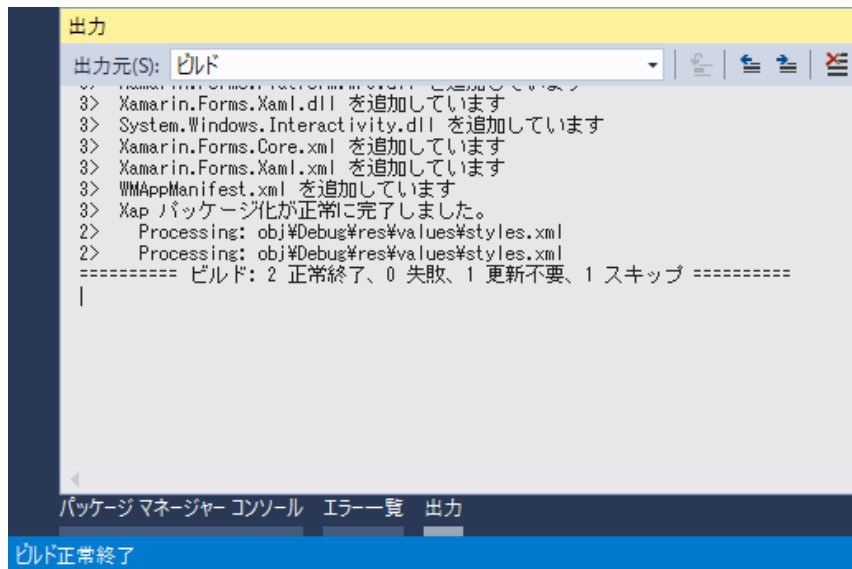 出力
出力元(S): ビルド
3> Xamarin.Forms.Xaml.dll を追加しています
3> System.Windows.Interactivity.dll を追加しています
3> Xamarin.Forms.Core.xml を追加しています
3> Xamarin.Forms.Xaml.xml を追加しています
3> WMAppManifest.xml を追加しています
3> Xap パッケージ化が正常に完了しました。
2> Processing: obj¥Debug¥res¥values¥styles.xml
2> Processing: obj¥Debug¥res¥values¥styles.xml
========== ビルド: 2 正常終了、0 失敗、1 更新不要、1 スキップ ==========
パッケージ マネージャー コンソール エラー一覧 出力
ビルド正常終了